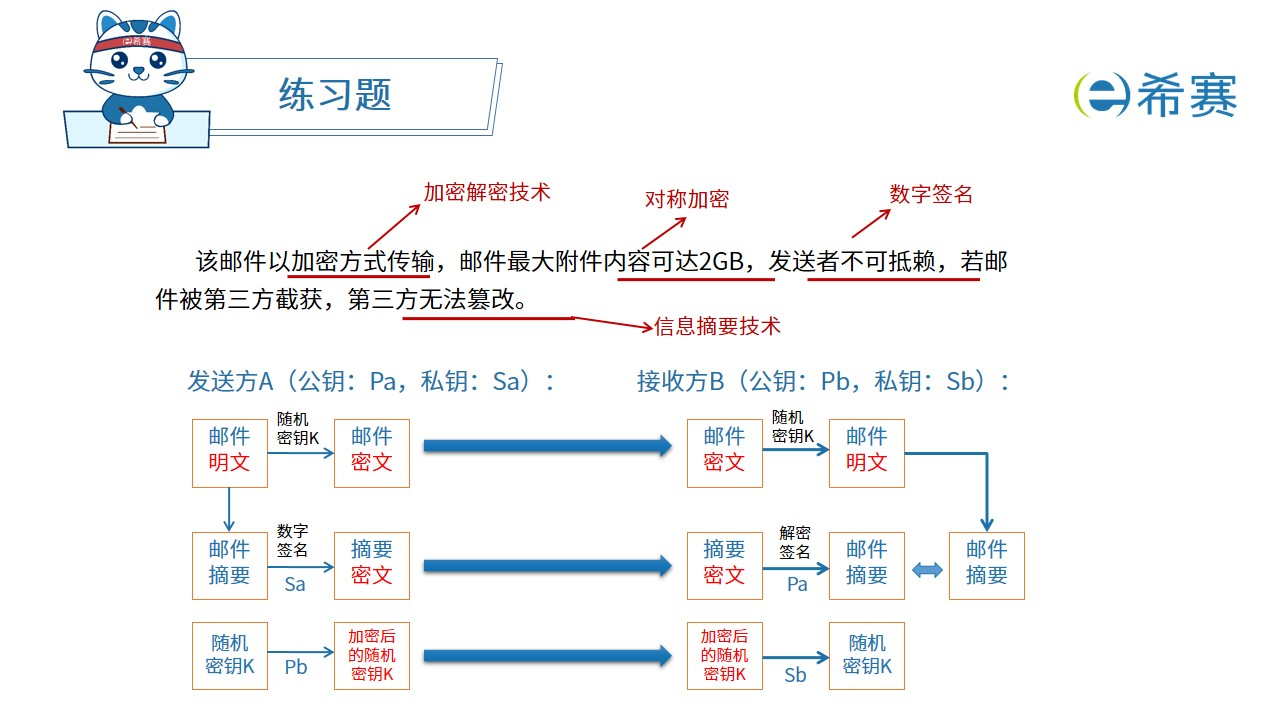 希赛
练习题
希赛
加密解密技术
对称加密
数字签名
该邮件以加密方式传输，邮件最大附件内容可达2GB，发送者不可抵赖，若邮
件被第三方截获，第三方无法篡改。
信息摘要技术
发送方A（公钥：Pa，私钥：Sa）：
接收方B（公钥：Pb，私钥：Sb）：
邮件
明文
随机
密钥K
邮件
密文
邮件
密文
随机
密钥K
邮件
明文
邮件
摘要
数字
签名
Sa
摘要
密文
摘要
密文
解密
签名
Pa
邮件
摘要
邮件
摘要
随机
密钥K
Pb
加密后
的随机
密钥K
加密后
的随机
密钥K
Sb
随机
密钥K